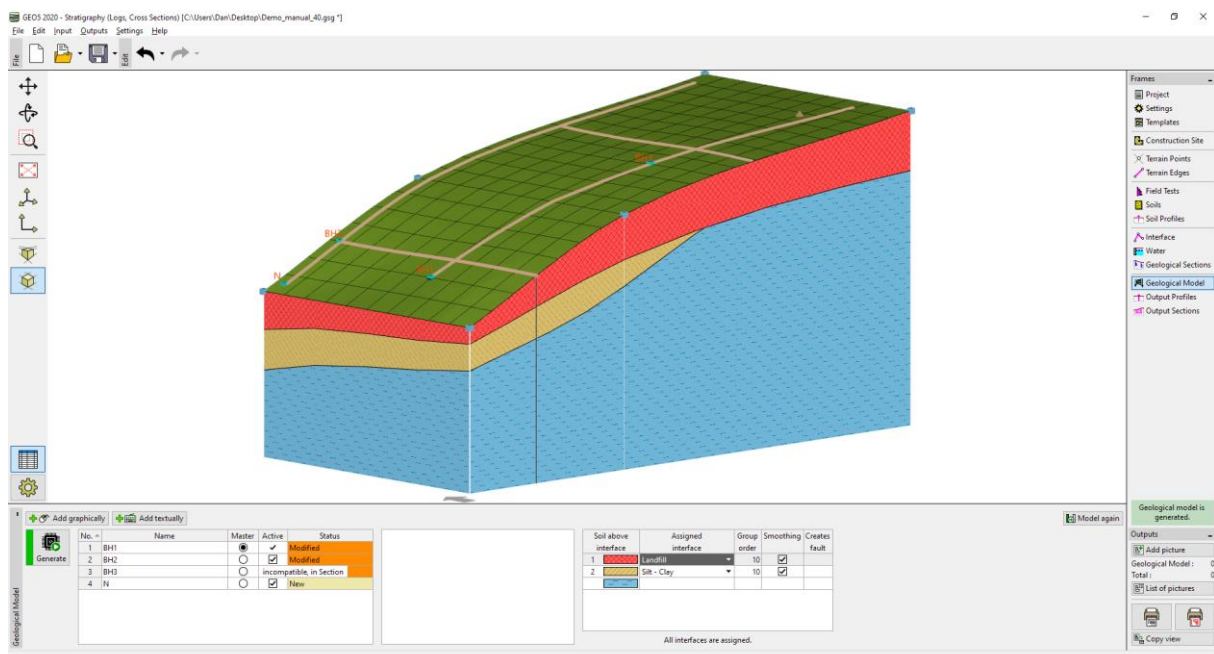 GEO5 2020 - Stratigraphy (Logs, Cross Sections) [C:\Users\Dan\Desktop\Demo_manual_40.gsg *]
File Edit Input Outputs Settings Help
File
Edit
N
Frames
Project
Settings
Templates
Construction Site
Terrain Points
Terrain Edges
Field Tests
Soils
Soil Profiles
Interface
Water
Geological Sections
Geological Model
Output Profiles
Output Sections
Geological model is
generated.
Outputs
Add picture
Geological Model : 0
Total : 0
List of pictures
Copy view
Geological Model
Add graphically Add textually
Generate
No. Name Master Active Status
1 BH1 Modified
2 BH2 Modified
3 BH3 incompatible, in Section
4 N New
Model again
Soil above interface Assigned interface Group order Smoothing Creates fault
1 Landfill 10
2 Silt - Clay 10
All interfaces are assigned.